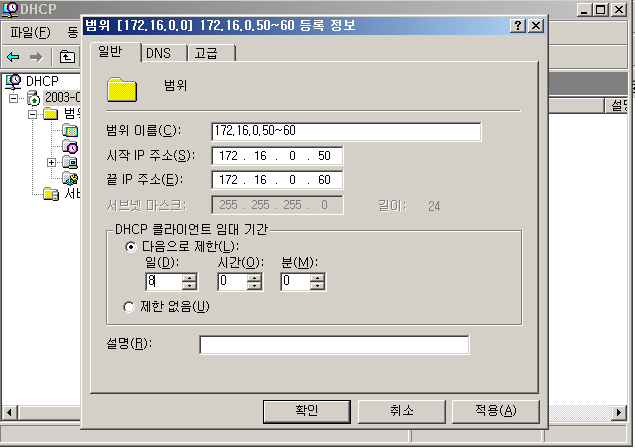 DHCP
파일(F) 동
DHCP
2003-0
범위
서비
설명
범위 [172.16.0.0] 172.16.0.50~60 등록 정보
일반 DNS 고급
범위
범위 이름(C): 172.16.0.50~60
시작 IP 주소(S): 172 . 16 . 0 . 50
끝 IP 주소(E): 172 . 16 . 0 . 60
서브넷 마스크: 255 . 255 . 255 . 0 길이: 24
DHCP 클라이언트 임대 기간
다음으로 제한(L):
일(D): 시간(O): 분(M):
8 0 0
제한 없음(U)
설명(R):
확인 취소 적용(A)